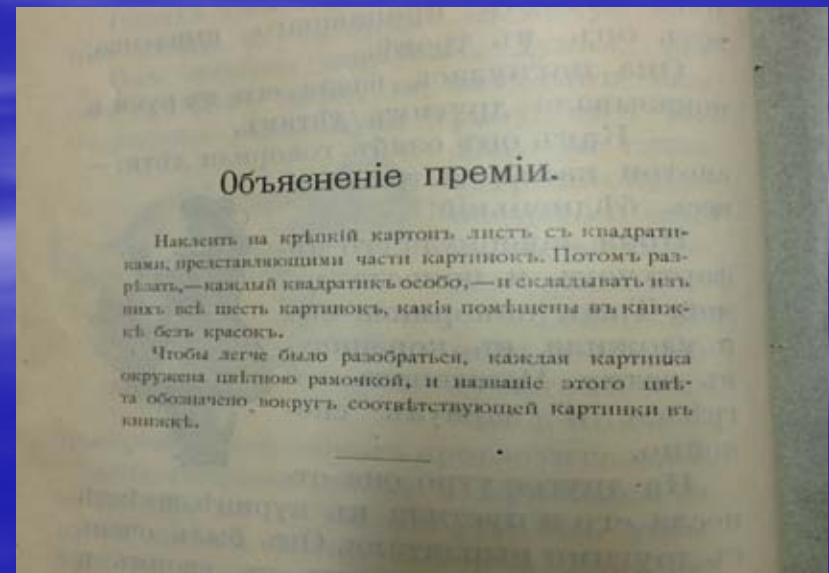 Объясненіе преміи.
Наклеить на крѣпкій картонъ листъ съ квадрати-
ками, представляющими части картинокъ. Потомъ раз-
рѣзать,—каждый квадратикъ особо,—и складывать изъ
нихъ всѣ шесть картинокъ, какія помѣщены въ книж-
кѣ безъ красокъ.
Чтобы легче было разобраться, каждая картинка
окружена цвѣтною рамочкой, и названіе этого цвѣ-
та обозначено вокругъ соотвѣтствующей картинки въ
книжкѣ.